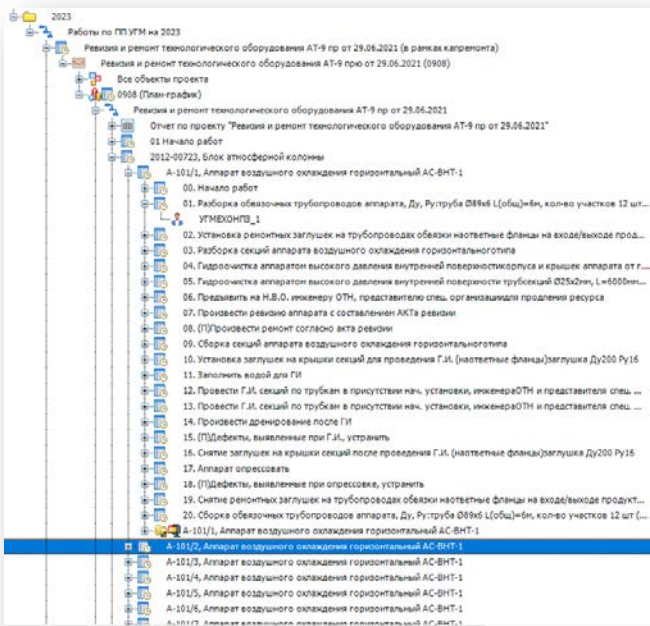 2023
Работы по ПП УГМ на 2023
Ревизия и ремонт технологического оборудования АТ-9 пр от 29.06.2021 (в рамках капремонта)
Ревизия и ремонт технологического оборудования АТ-9 прю от 29.06.2021 (0908)
Все объекты проекта
0908 (План-график)
Ревизия и ремонт технологического оборудования АТ-9 пр от 29.06.2021
Отчет по проекту "Ревизия и ремонт технологического оборудования АТ-9 пр от 29.06.2021"
01 Начало работ
2012-00723, Блок атмосферной колонны
А-101/1, Аппарат воздушного охлаждения горизонтальный АС-ВНТ-1
00. Начало работ
01. Разборка обвязочных трубопроводов аппарата, Ду, Ру:труба Ø89х6 L(общ)=6м, кол-во участков 12 шт...
УГМЕХОНПЗ_1
02. Установка ремонтных заглушек на трубопроводах обвязки наответные фланцы на входе/выходе прод...
03. Разборка секций аппарата воздушного охлаждения горизонтальноготипа
04. Гидроочистка аппаратом высокого давления внутренней поверхностикорпуса и крышек аппарата от г...
05. Гидроочистка аппаратом высокого давления внутренней поверхности трубсекций Ø25х2мм, L=6000мм...
06. Предъявить на Н.В.О. инженеру ОТН, представителю спец. организациидля продления ресурса
07. Произвести ревизию аппарата с составлением АКТа ревизии
08. (П)Произвести ремонт согласно акта ревизии
09. Сборка секций аппарата воздушного охлаждения горизонтальноготипа
10. Установка заглушек на крышки секций для проведения Г.И. (наответные фланцы)заглушка Ду200 Ру16
11. Заполнить водой для ГИ
12. Провести Г.И. секций по трубкам в присутствии нач. установки, инженераОТН и представителя спец. ...
13. Провести Г.И. секций по трубкам в присутствии нач. установки, инженераОТН и представителя спец. ...
14. Произвести дренирование после ГИ
15. (П)Дефекты, выявленные при Г.И., устранить
16. Снятие заглушек на крышки секций после проведения Г.И. (наответные фланцы)заглушка Ду200 Ру16
17. Аппарат опрессовать
18. (П)Дефекты, выявленные при опрессовке, устранить
19. Снятие ремонтных заглушек на трубопроводах обвязки наответные фланцы на входе/выходе продукт...
20. Сборка обвязочных трубопроводов аппарата, Ду, Ру:труба Ø89х6 L(общ)=6м, кол-во участков 12 шт (...
А-101/1, Аппарат воздушного охлаждения горизонтальный АС-ВНТ-1
А-101/2, Аппарат воздушного охлаждения горизонтальный АС-ВНТ-1
А-101/3, Аппарат воздушного охлаждения горизонтальный АС-ВНТ-1
А-101/4, Аппарат воздушного охлаждения горизонтальный АС-ВНТ-1
А-101/5, Аппарат воздушного охлаждения горизонтальный АС-ВНТ-1
А-101/6, Аппарат воздушного охлаждения горизонтальный АС-ВНТ-1
А-101/7, Аппарат воздушного охлаждения горизонтальный АС-ВНТ-1